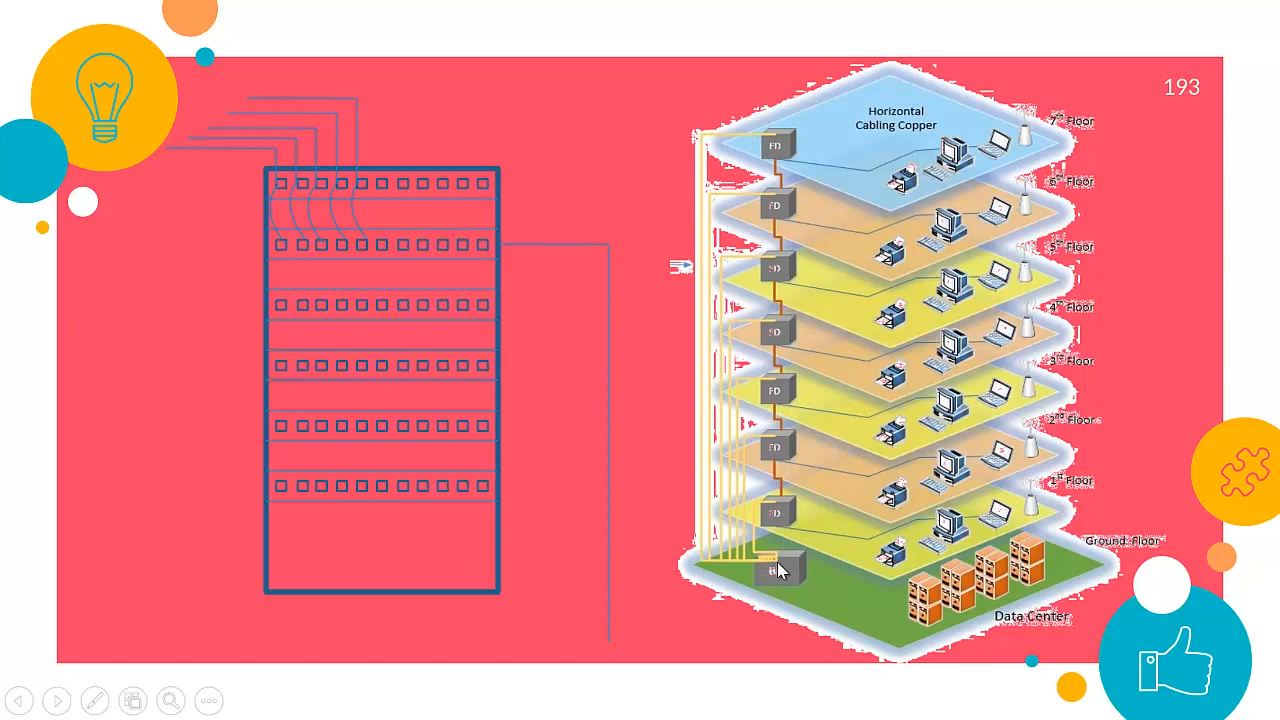 193
Horizontal
Cabling Copper
7th Floor
FD
6th Floor
FD
5th Floor
FD
4th Floor
FD
3rd Floor
FD
2nd Floor
FD
1st Floor
FD
Ground Floor
Data Center